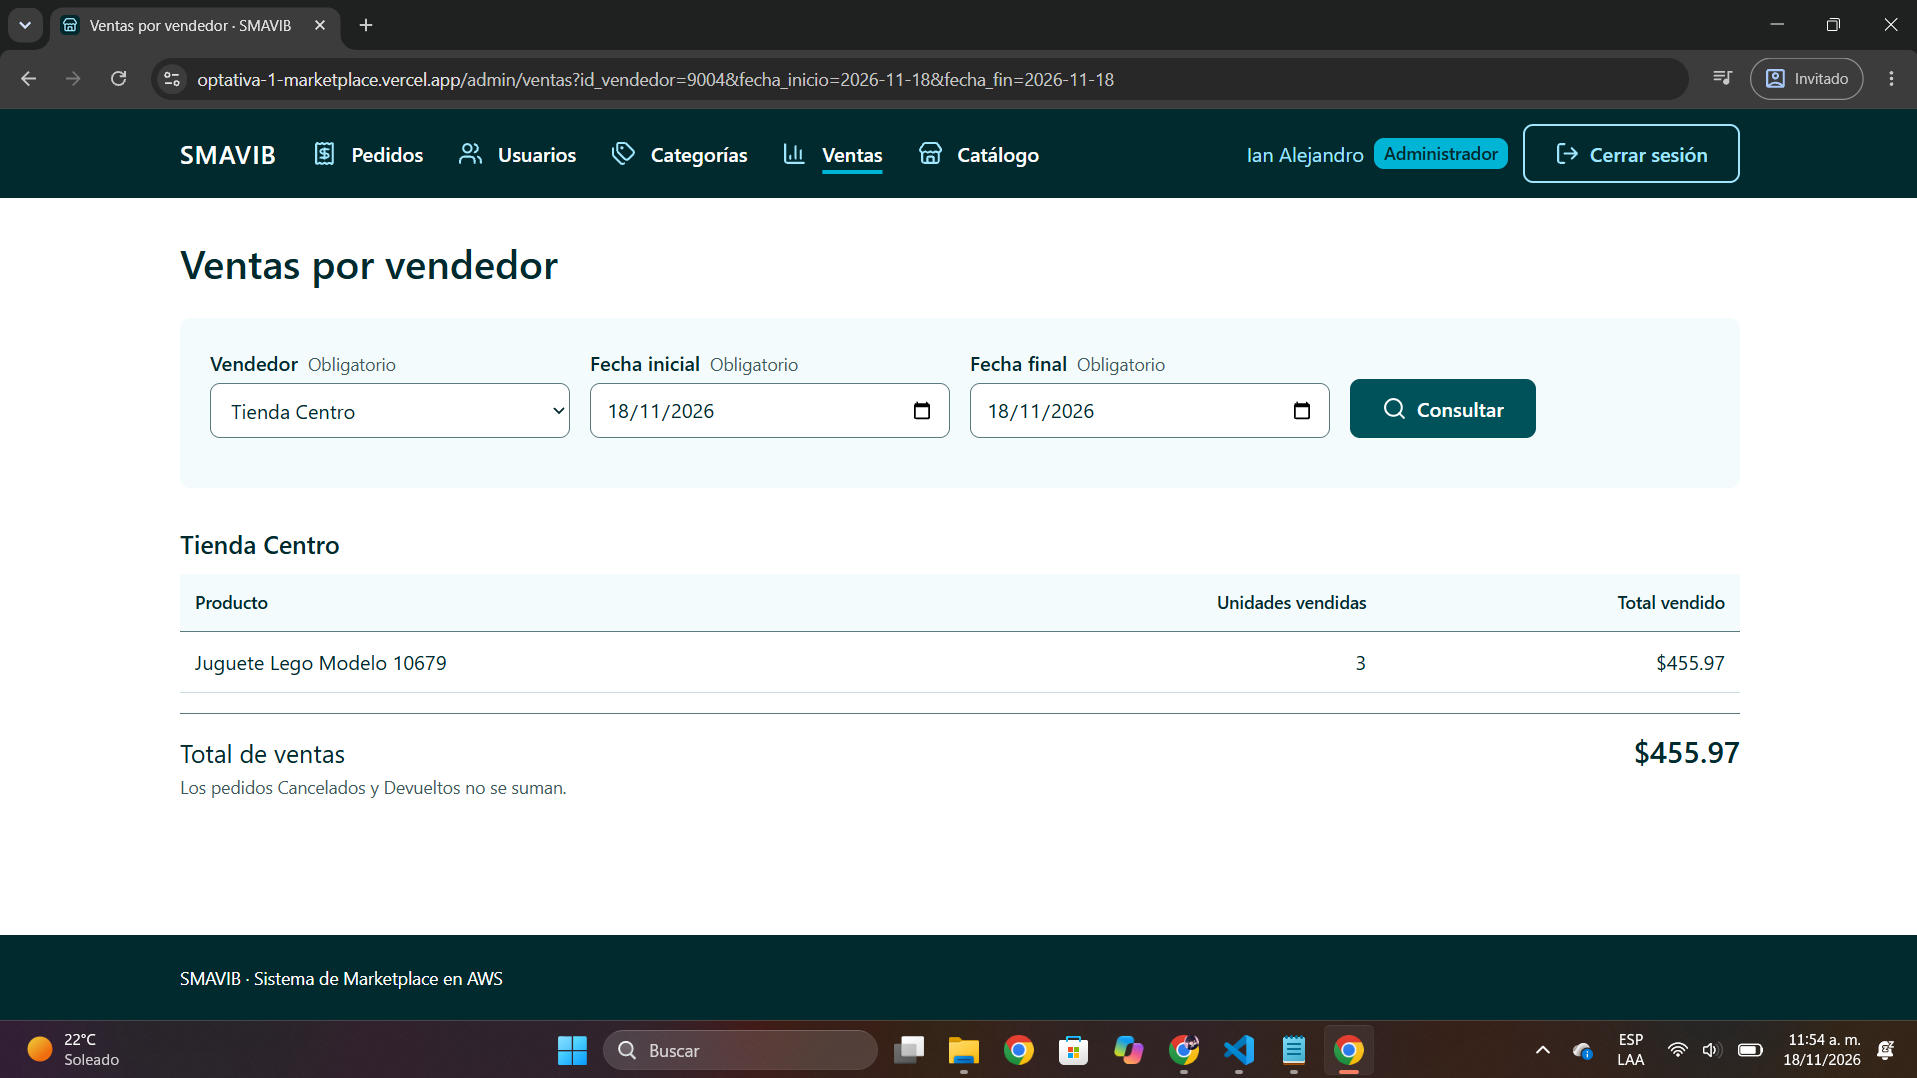 Ventas por vendedor · SMAVIB
optativa-1-marketplace.vercel.app/admin/ventas?id_vendedor=9004&fecha_inicio=2026-11-18&fecha_fin=2026-11-18
Invitado
SMAVIB Pedidos Usuarios Categorías Ventas Catálogo Ian Alejandro Administrador Cerrar sesión
Ventas por vendedor
Vendedor Obligatorio Fecha inicial Obligatorio Fecha final Obligatorio
Tienda Centro 18/11/2026 18/11/2026 Consultar
Tienda Centro
Producto Unidades vendidas Total vendido
Juguete Lego Modelo 10679 3 $455.97
Total de ventas $455.97
Los pedidos Cancelados y Devueltos no se suman.
SMAVIB · Sistema de Marketplace en AWS
22°C
Soleado
Buscar
ESP
LAA
11:54 a. m.
18/11/2026